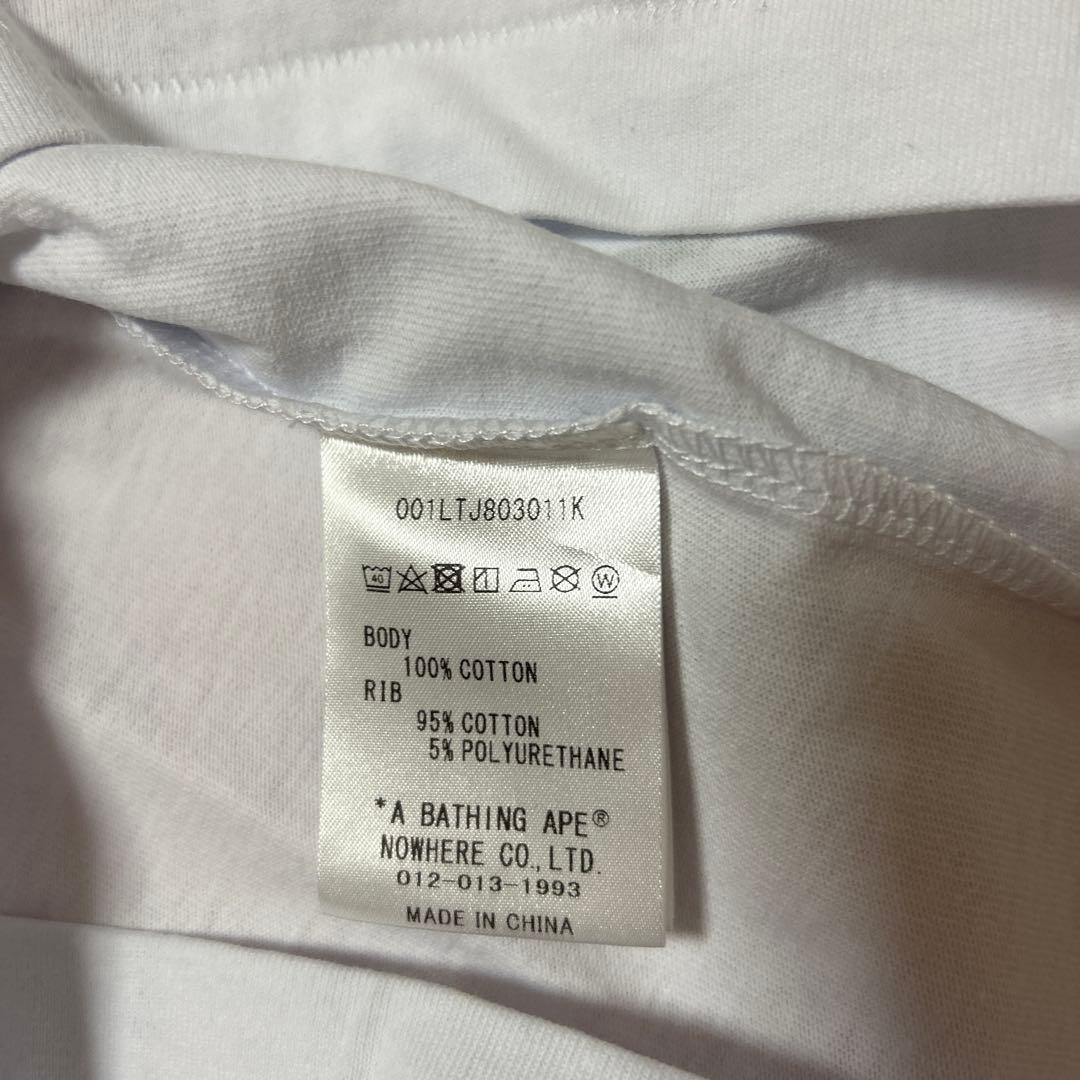 001LTJ803011K
40 W
BODY
100% COTTON
RIB
95% COTTON
5% POLYURETHANE
*A BATHING APE®
NOWHERE CO., LTD.
012-013-1993
MADE IN CHINA